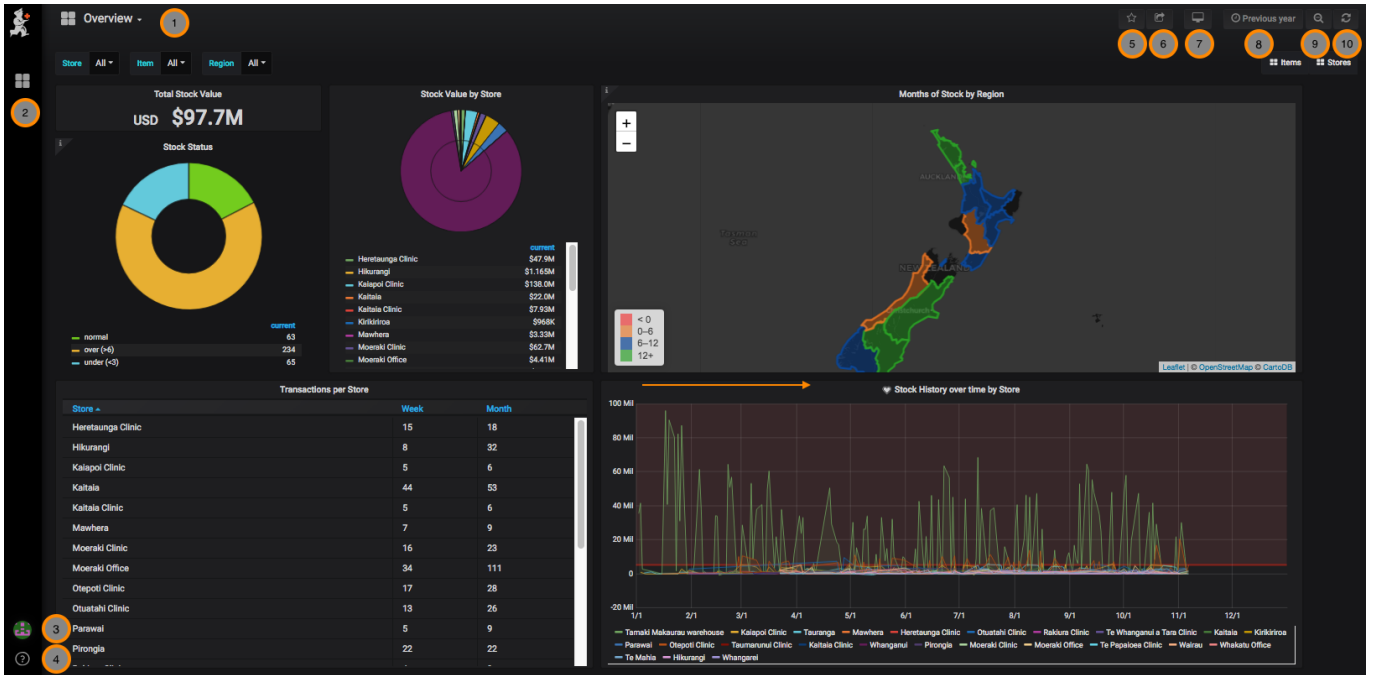 Overview
1
5
6
7
Previous year
8
9
10
Store All
Item All
Region All
Items
Stores
2
Total Stock Value
USD $97.7M
Stock Status
current
normal 63
over (>6) 234
under (<3) 65
Stock Value by Store
current
Heretaunga Clinic $47.9M
Hikurangi $1.165M
Kaiapoi Clinic $138.0M
Kaitaia $22.0M
Kaitaia Clinic $7.93M
Kirikiriroa $968K
Mawhera $3.33M
Moeraki Clinic $62.7M
Moeraki Office $4.41M
Months of Stock by Region
+
−
AUCKLAND
Tasman
Sea
NEW ZEALAND
Christchurch
< 0
0–6
6–12
12+
Leaflet | © OpenStreetMap © CartoDB
Transactions per Store
Store Week Month
Heretaunga Clinic 15 18
Hikurangi 8 32
Kaiapoi Clinic 5 6
Kaitaia 44 53
Kaitaia Clinic 5 6
Mawhera 7 9
Moeraki Clinic 16 23
Moeraki Office 34 111
Otepoti Clinic 17 28
Otuatahi Clinic 13 26
Parawai 5 9
Pirongia 22 22
3
4
?
Stock History over time by Store
100 Mil
80 Mil
60 Mil
40 Mil
20 Mil
0
-20 Mil
1/1 2/1 3/1 4/1 5/1 6/1 7/1 8/1 9/1 10/1 11/1 12/1
Tamaki Makaurau warehouse Kaiapoi Clinic Tauranga Mawhera Heretaunga Clinic Otuatahi Clinic Rakiura Clinic Te Whanganui a Tara Clinic Kaitaia Kirikiriroa
Parawai Otepoti Clinic Taumarunui Clinic Kaitaia Clinic Whanganui Pirongia Moeraki Clinic Moeraki Office Te Papaioea Clinic Wairau Whakatu Office
Te Mahia Hikurangi Whangarei